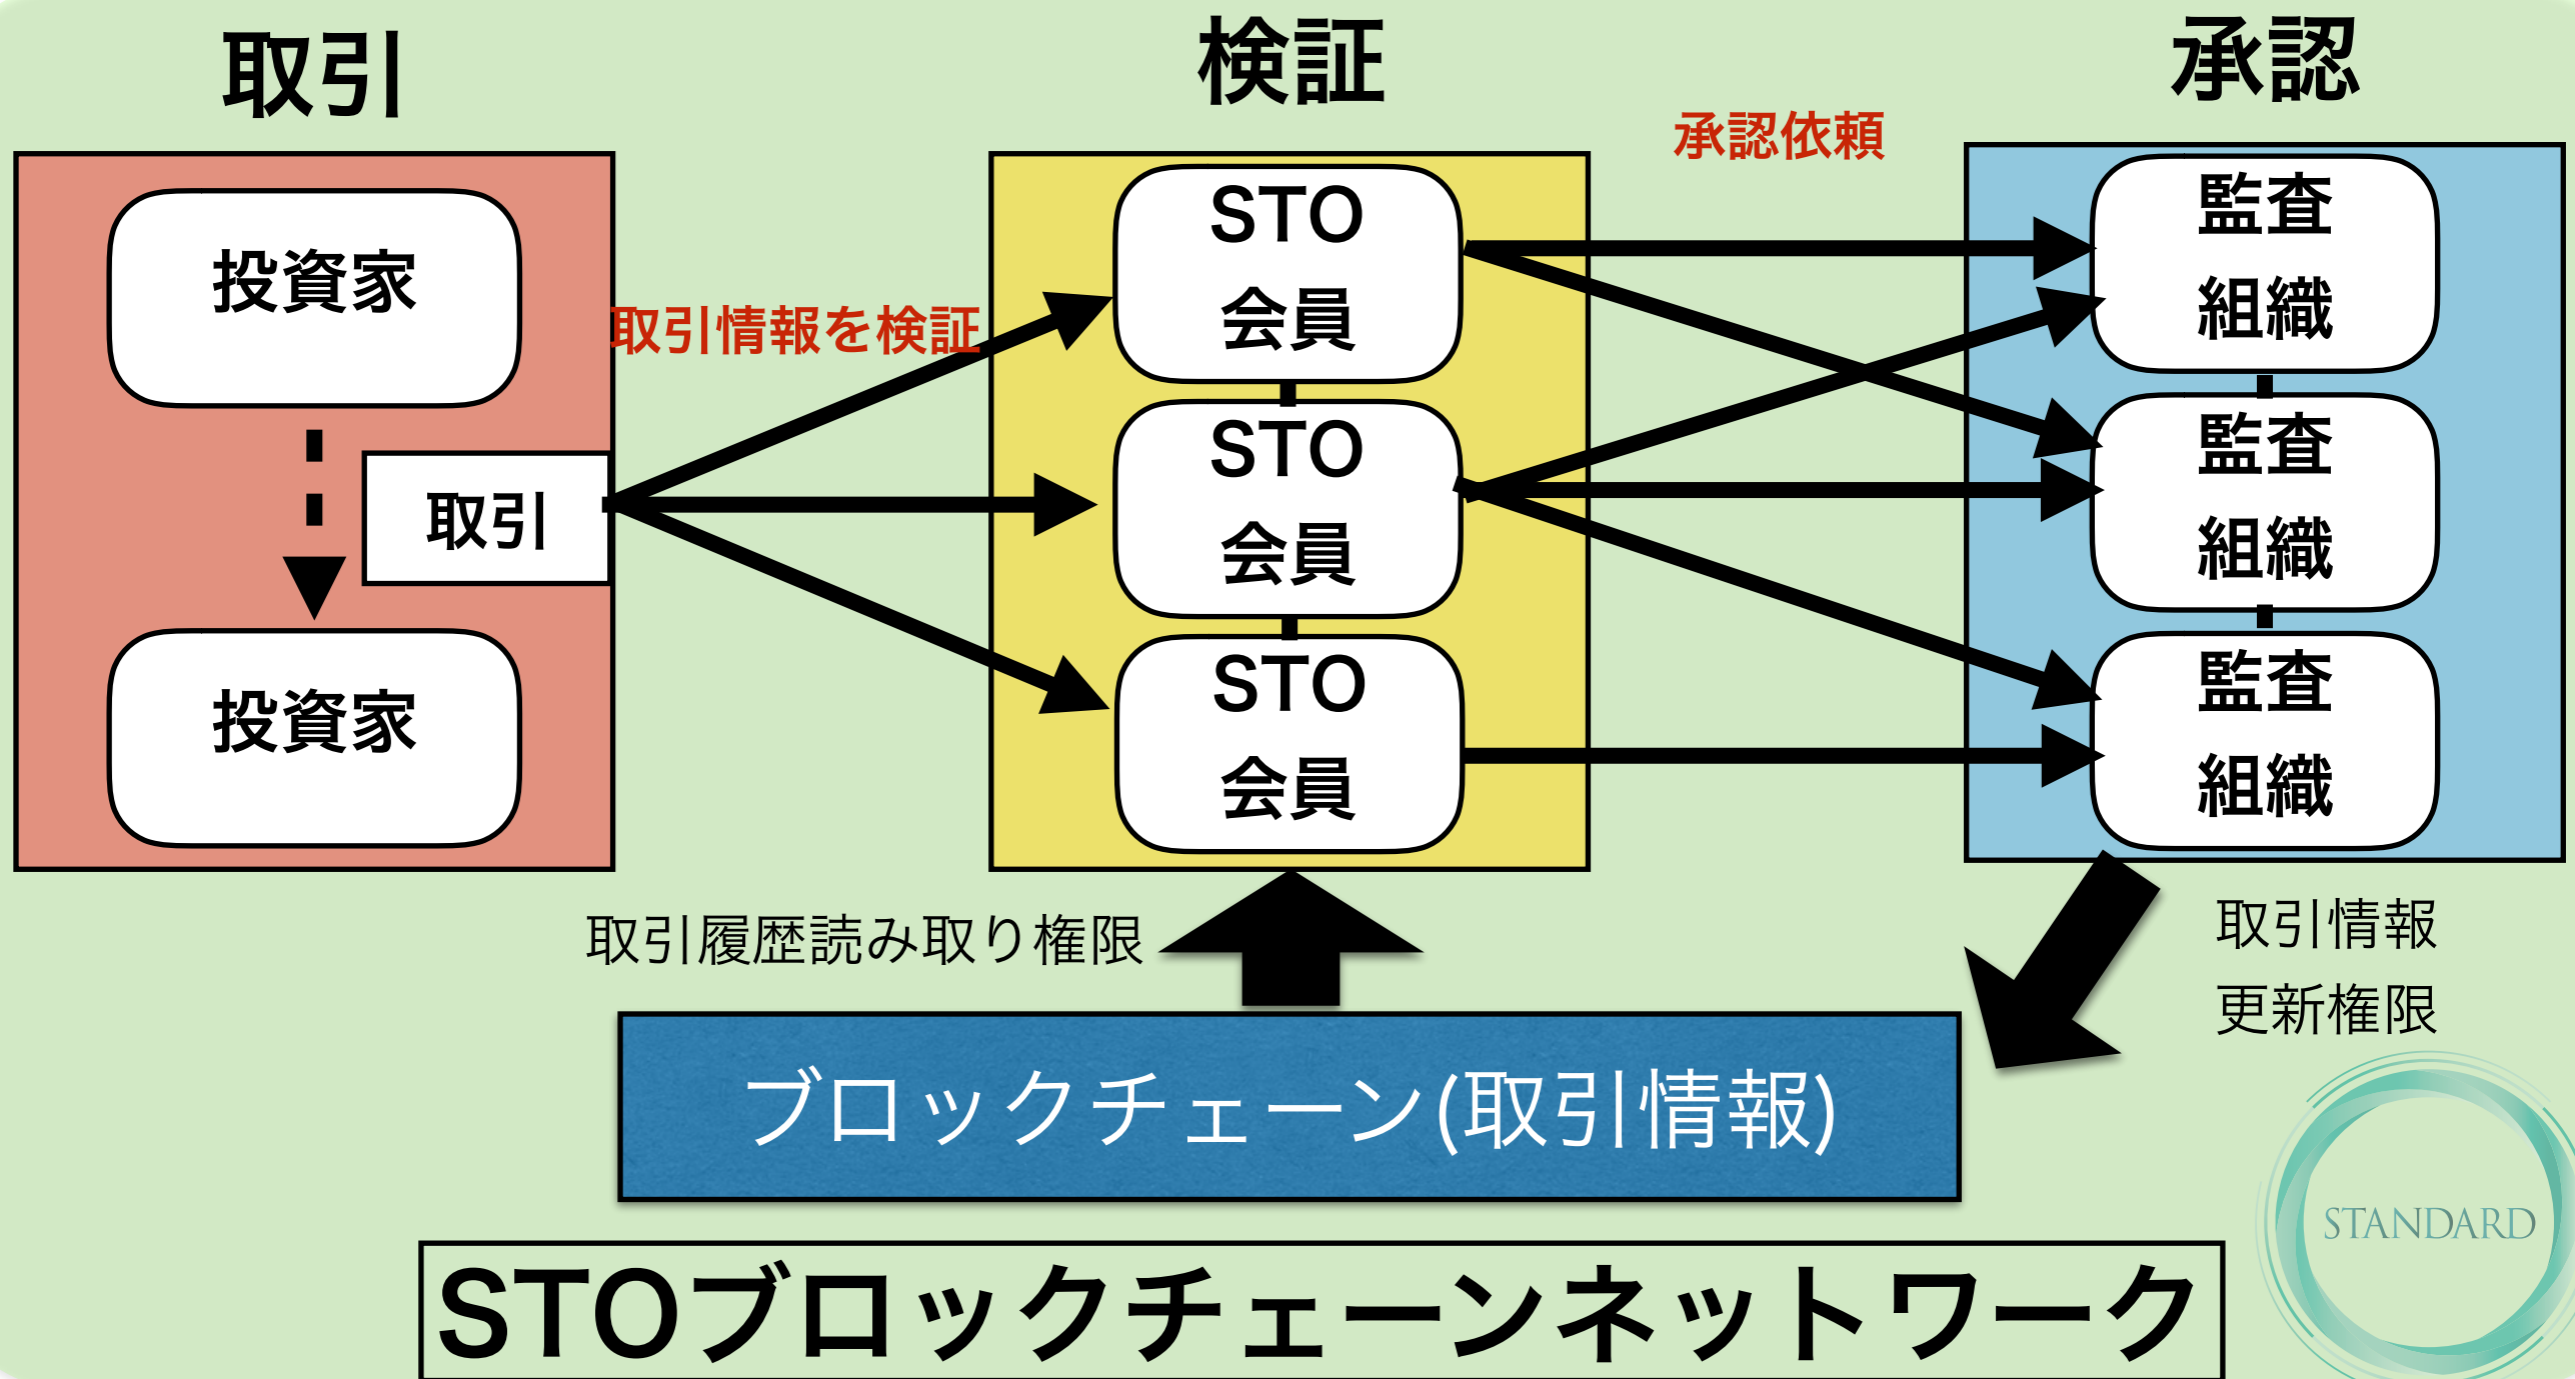 取引
検証
承認
承認依頼
投資家
取引情報を検証
取引
投資家
STO
会員
STO
会員
STO
会員
監査
組織
監査
組織
監査
組織
取引履歴読み取り権限
取引情報
更新権限
ブロックチェーン(取引情報)
STANDARD
STOブロックチェーンネットワーク